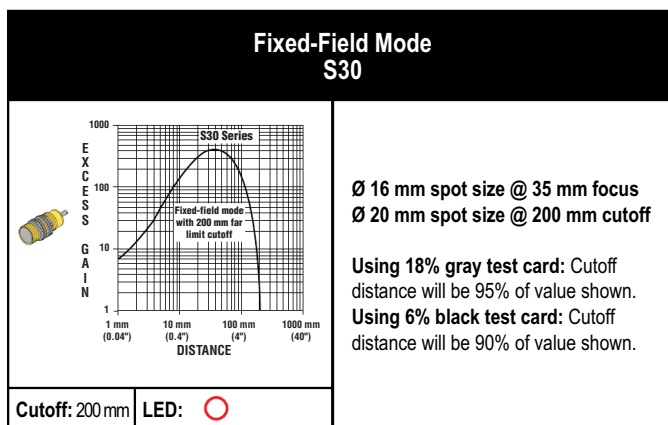 Fixed-Field Mode
S30
1000
100
10
1
EXCESS GAIN
S30 Series
Fixed-field mode
with 200 mm far
limit cutoff
1 mm
(0.04")
10 mm
(0.4")
100 mm
(4")
1000 mm
(40")
DISTANCE
Ø 16 mm spot size @ 35 mm focus
Ø 20 mm spot size @ 200 mm cutoff
Using 18% gray test card: Cutoff
distance will be 95% of value shown.
Using 6% black test card: Cutoff
distance will be 90% of value shown.
Cutoff: 200 mm
LED: